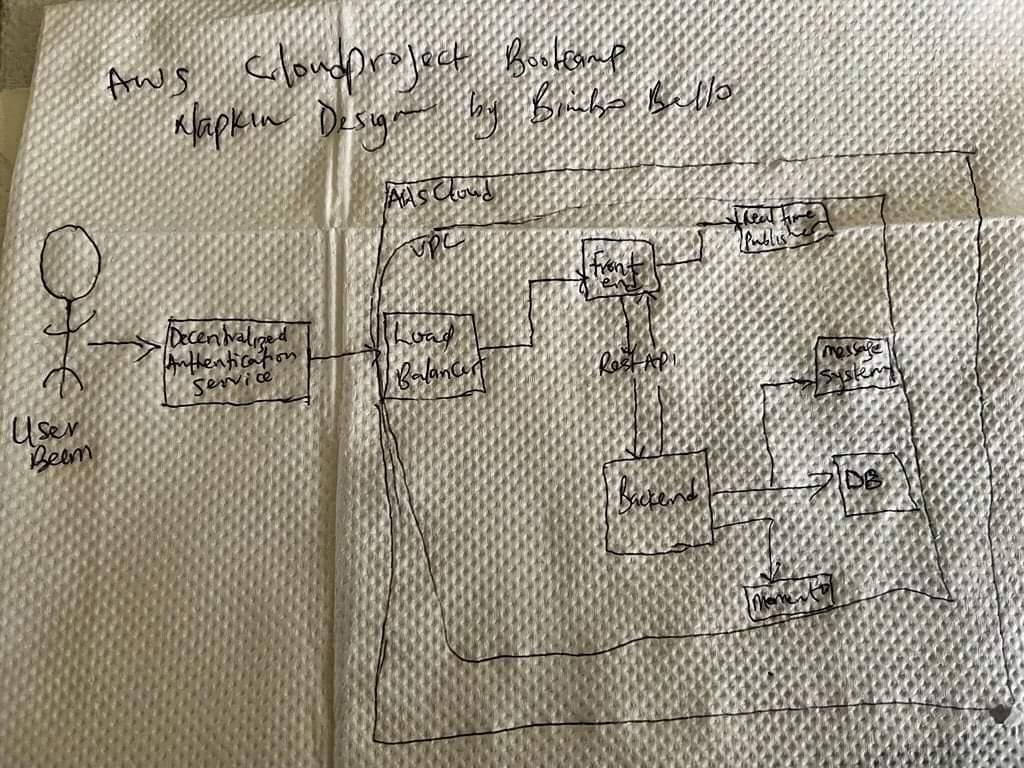 AWS Cloudproject Bootcamp
Napkin Design by Bimbo Bello
AWS Cloud
VPC
Real time
Publisher
Front
end
Decentralized
Authentication
Service
Load
Balancer
Rest API
message
system
User
Beem
Backend
DB
Momento